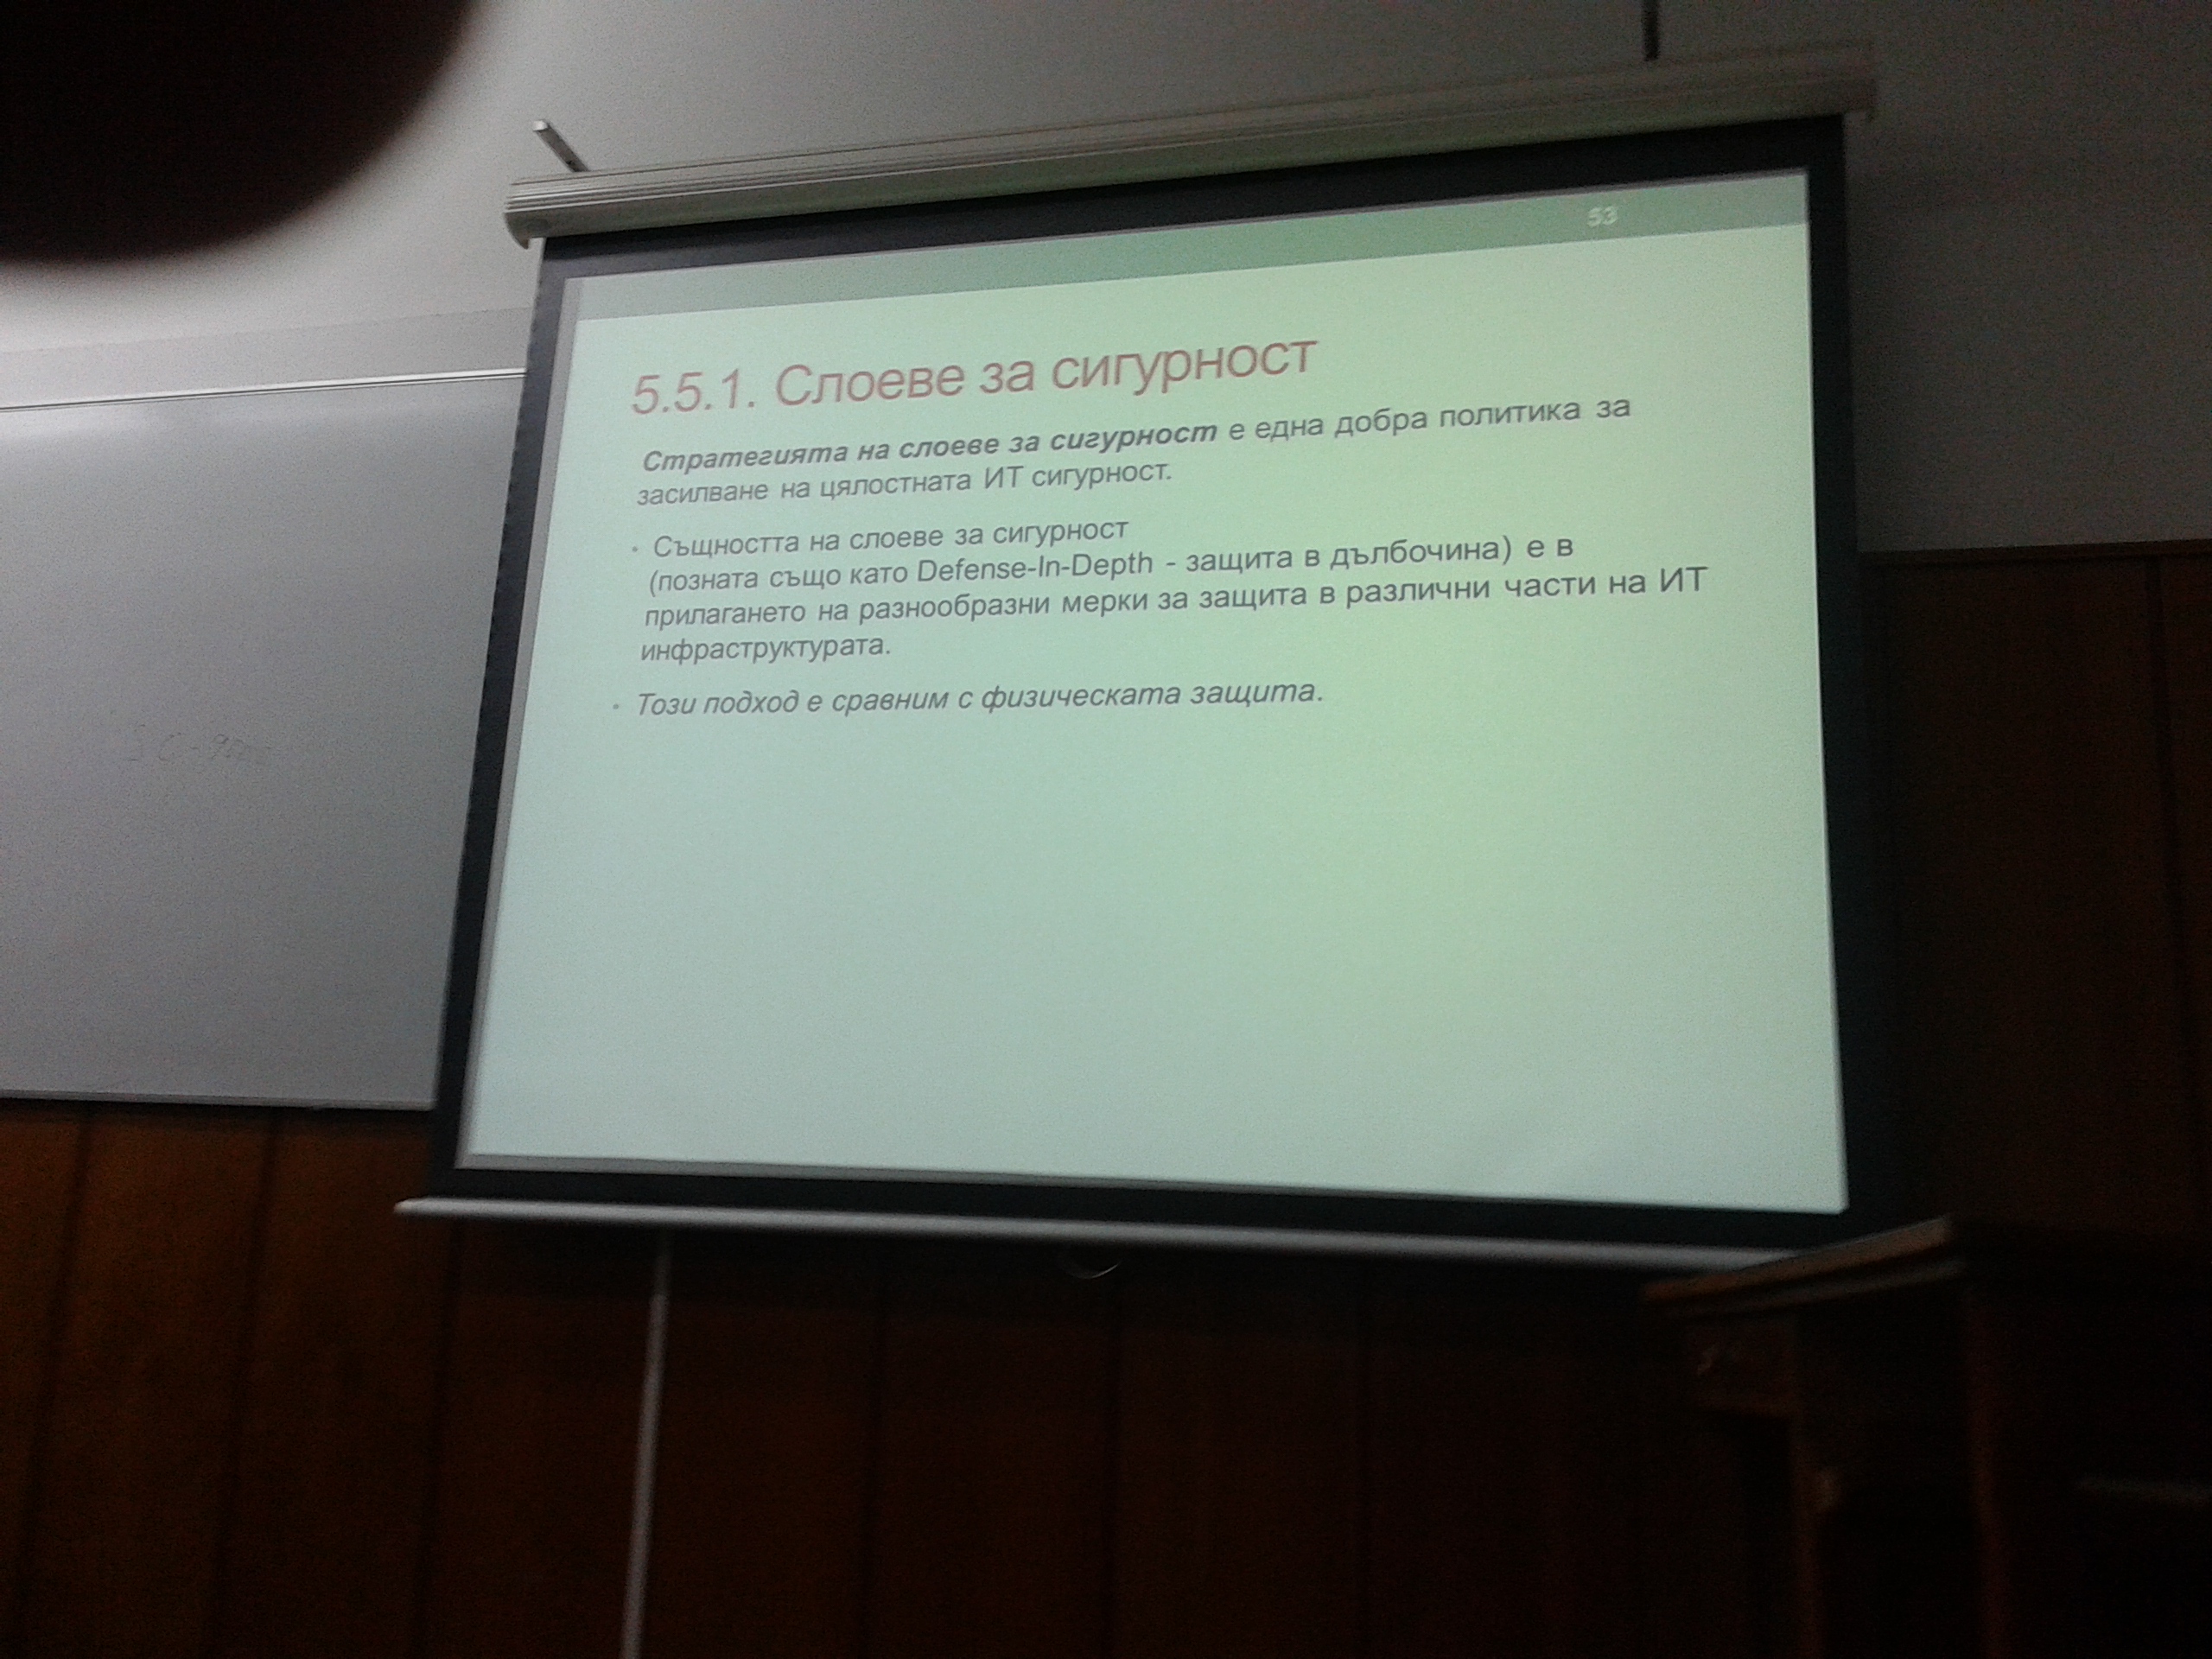 53
5.5.1. Слоеве за сигурност
Стратегията на слоеве за сигурност е една добра политика за
засилване на цялостната ИТ сигурност.
• Същността на слоеве за сигурност
(позната също като Defense-In-Depth - защита в дълбочина) е в
прилагането на разнообразни мерки за защита в различни части на ИТ
инфраструктурата.
• Този подход е сравним с физическата защита.